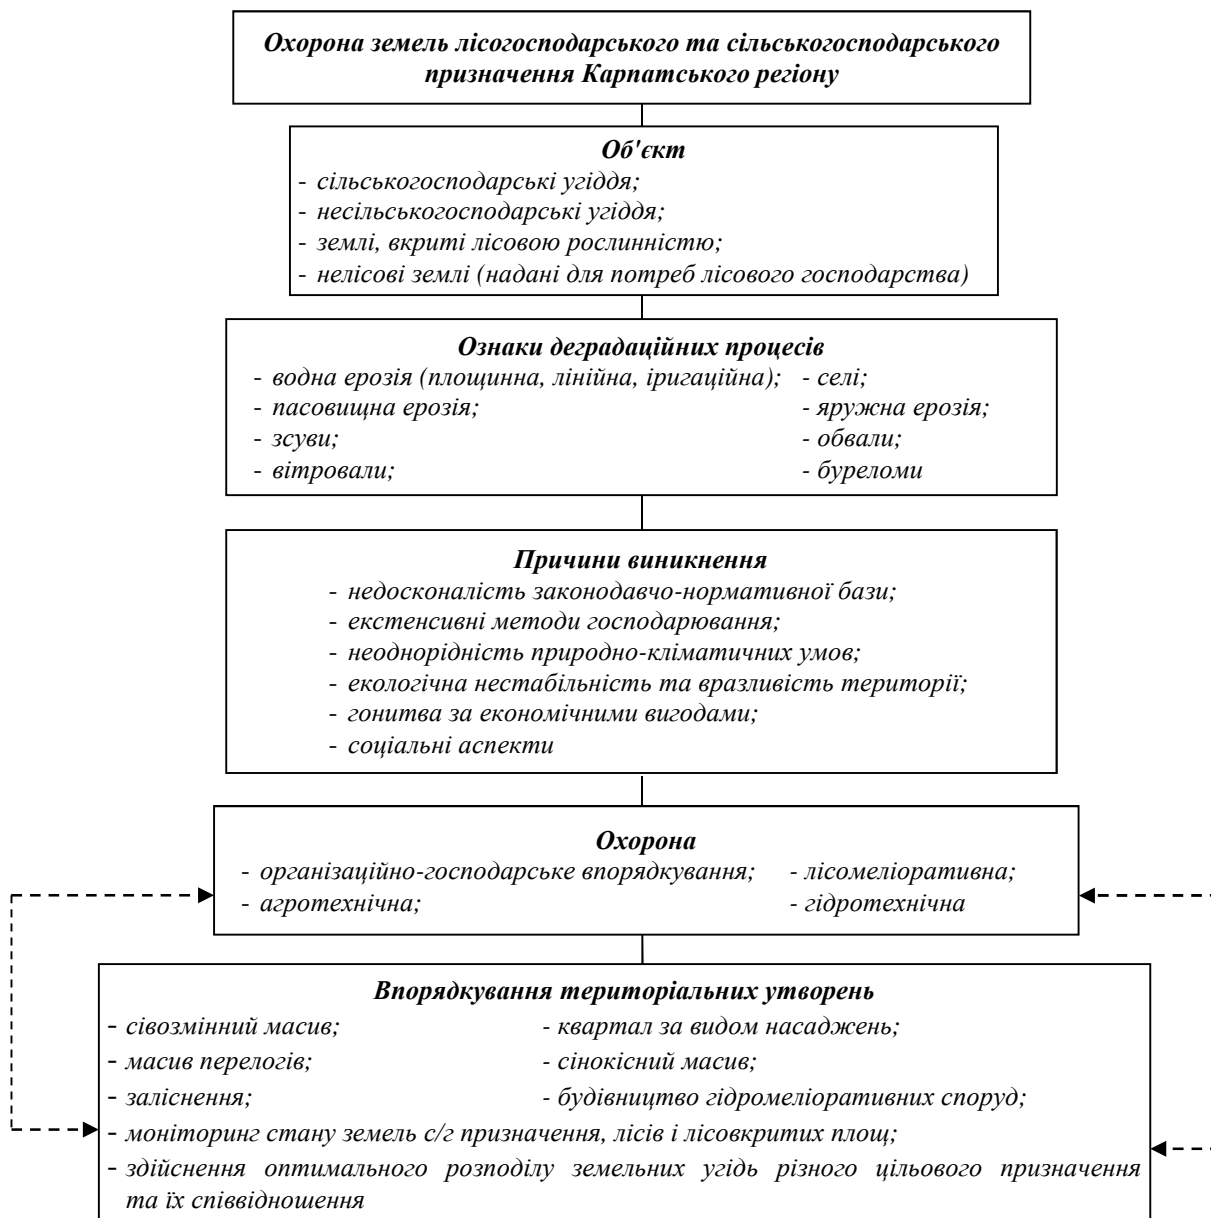 Охорона земель лісогосподарського та сільськогосподарського
призначення Карпатського регіону
Об'єкт
- сільськогосподарські угіддя;
- несільськогосподарські угіддя;
- землі, вкриті лісовою рослинністю;
- нелісові землі (надані для потреб лісового господарства)
Ознаки деградаційних процесів
- водна ерозія (площинна, лінійна, іригаційна); - селі;
- пасовищна ерозія; - яружна ерозія;
- зсуви; - обвали;
- вітровали; - буреломи
Причини виникнення
- недосконалість законодавчо-нормативної бази;
- екстенсивні методи господарювання;
- неоднорідність природно-кліматичних умов;
- екологічна нестабільність та вразливість території;
- гонитва за економічними вигодами;
- соціальні аспекти
Охорона
- організаційно-господарське впорядкування; - лісомеліоративна;
- агротехнічна; - гідротехнічна
Впорядкування територіальних утворень
- сівозмінний масив; - квартал за видом насаджень;
- масив перелогів; - сінокісний масив;
- заліснення; - будівництво гідромеліоративних споруд;
- моніторинг стану земель с/г призначення, лісів і лісовкритих площ;
- здійснення оптимального розподілу земельних угідь різного цільового призначення
та їх співвідношення